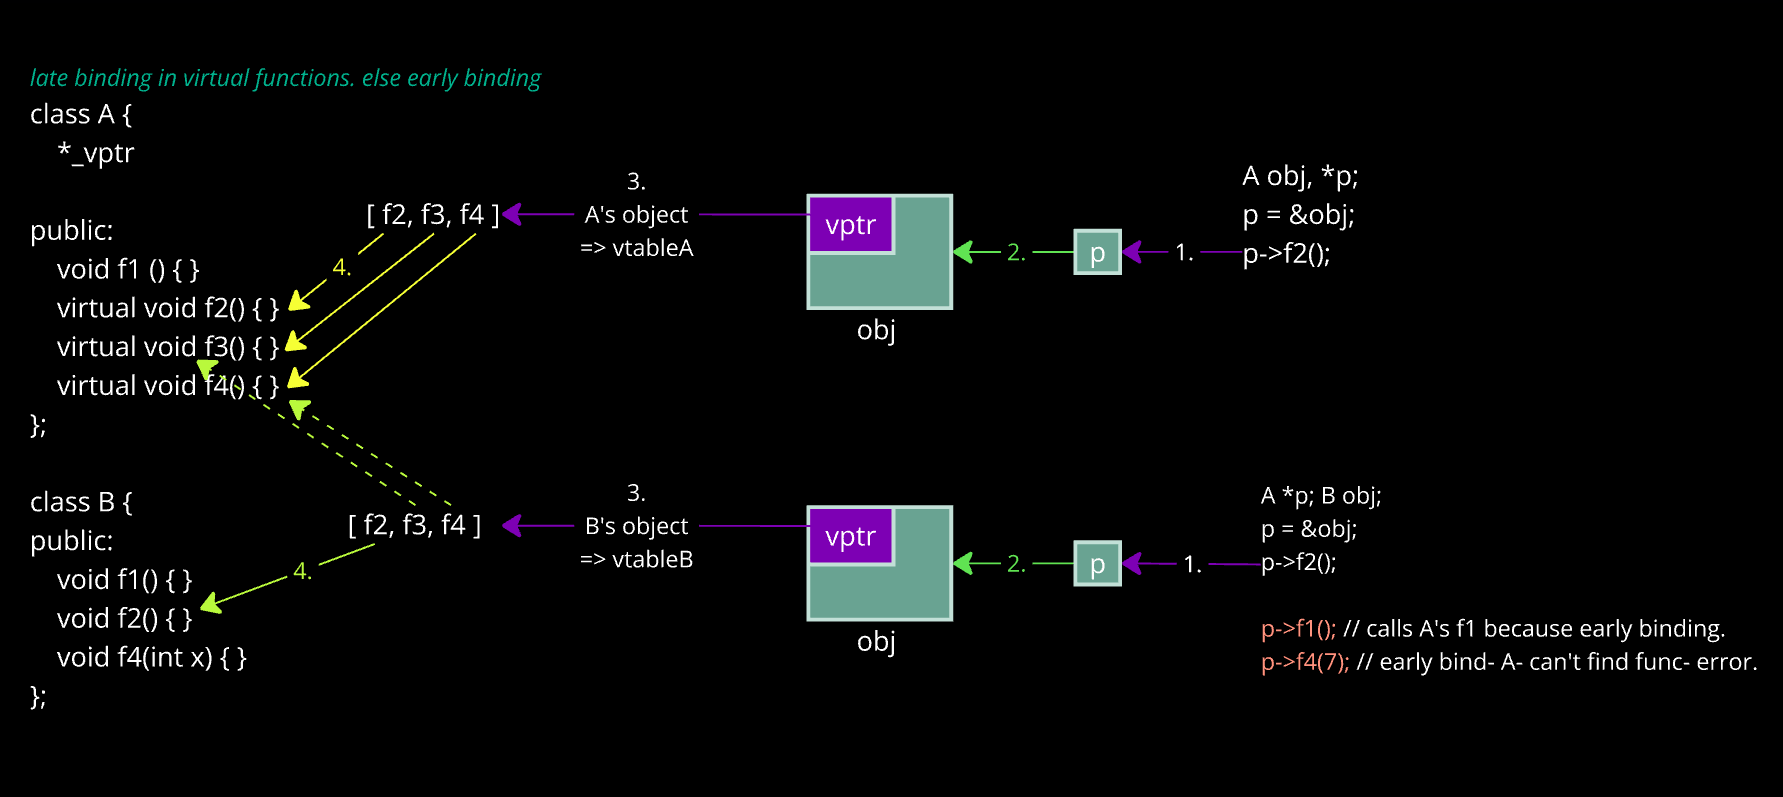 late binding in virtual functions. else early binding
class A {
*_vptr
public:
void f1 () { }
virtual void f2() { }
virtual void f3() { }
virtual void f4() { }
};
[ f2, f3, f4 ]
4.
3.
A's object
=> vtableA
vptr
obj
2.
p
1.
A obj, *p;
p = &obj;
p->f2();
class B {
public:
void f1() { }
void f2() { }
void f4(int x) { }
};
[ f2, f3, f4 ]
4.
3.
B's object
=> vtableB
vptr
obj
2.
p
1.
A *p; B obj;
p = &obj;
p->f2();
p->f1(); // calls A's f1 because early binding.
p->f4(7); // early bind- A- can't find func- error.